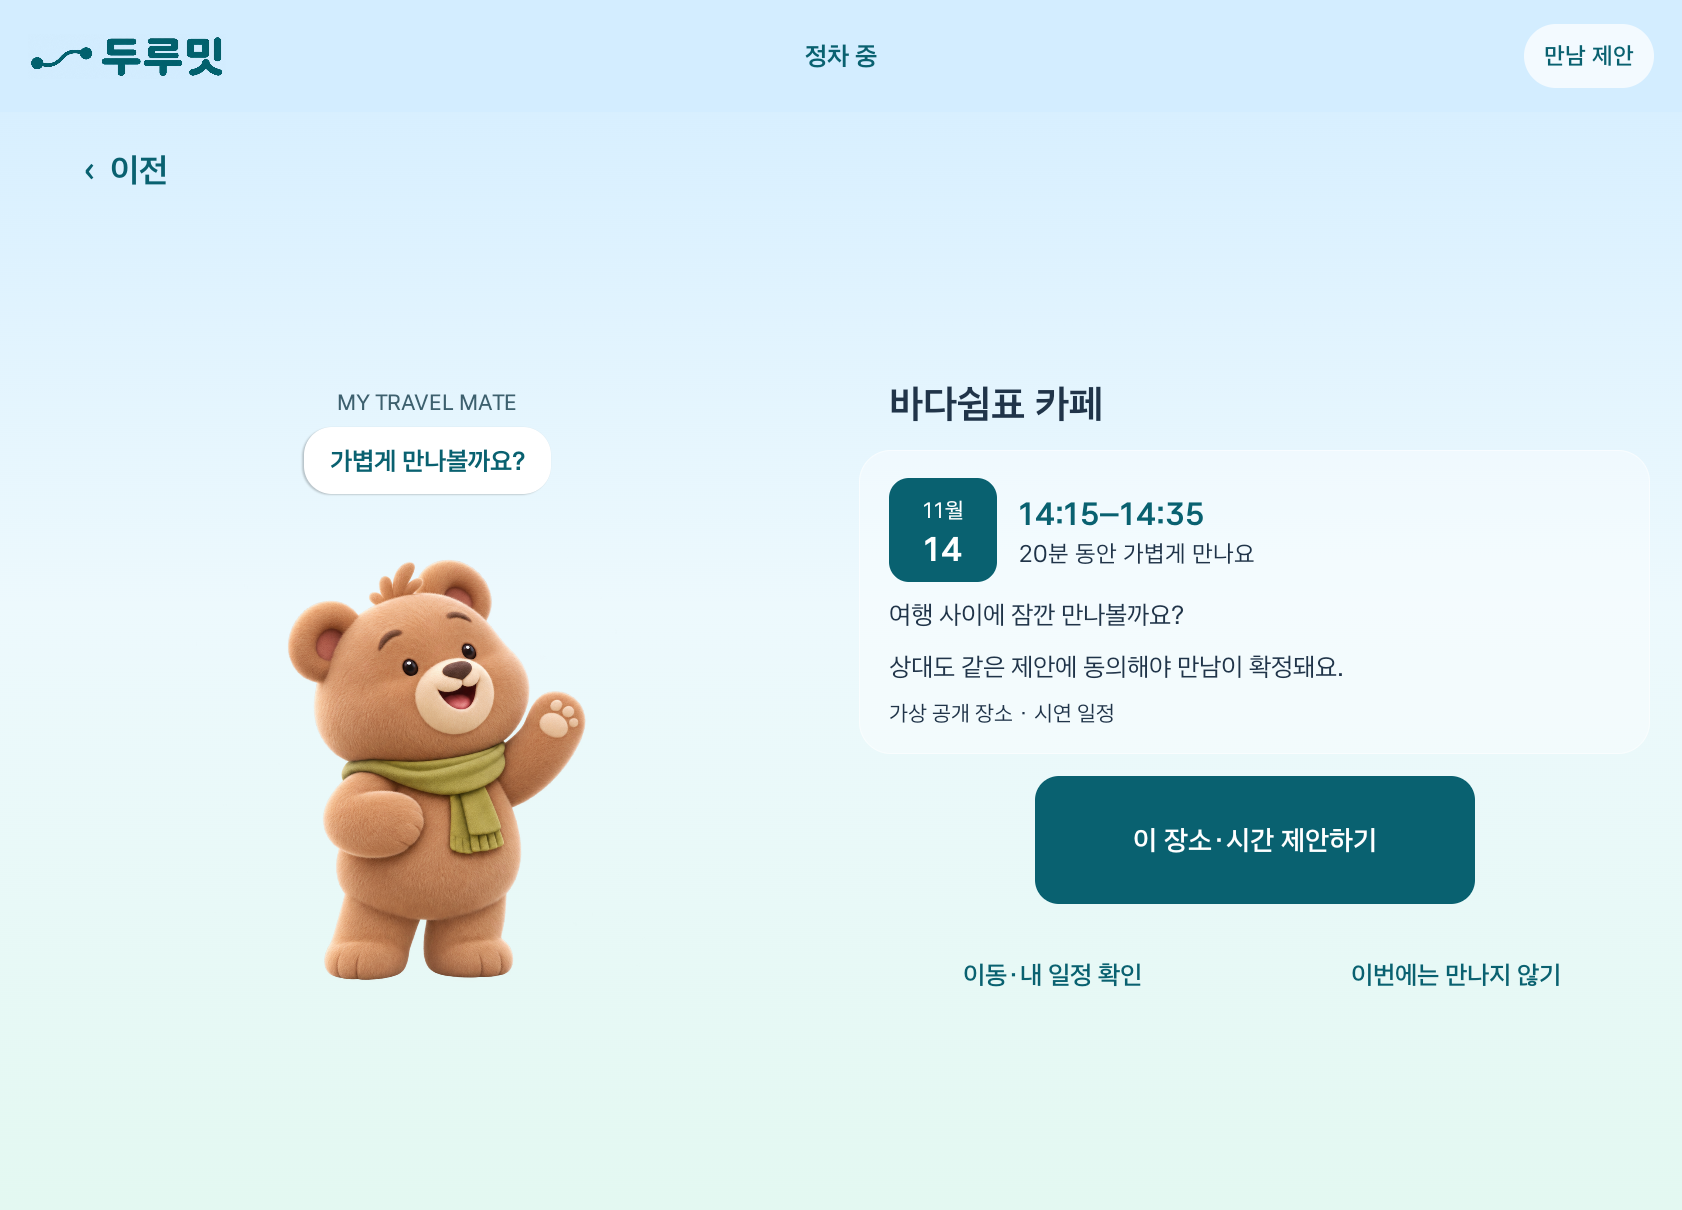 두루밋
정차 중
만남 제안
‹ 이전
MY TRAVEL MATE
가볍게 만나볼까요?
바다쉼표 카페
11월
14
14:15–14:35
20분 동안 가볍게 만나요
여행 사이에 잠깐 만나볼까요?
상대도 같은 제안에 동의해야 만남이 확정돼요.
가상 공개 장소 · 시연 일정
이 장소·시간 제안하기
이동·내 일정 확인
이번에는 만나지 않기